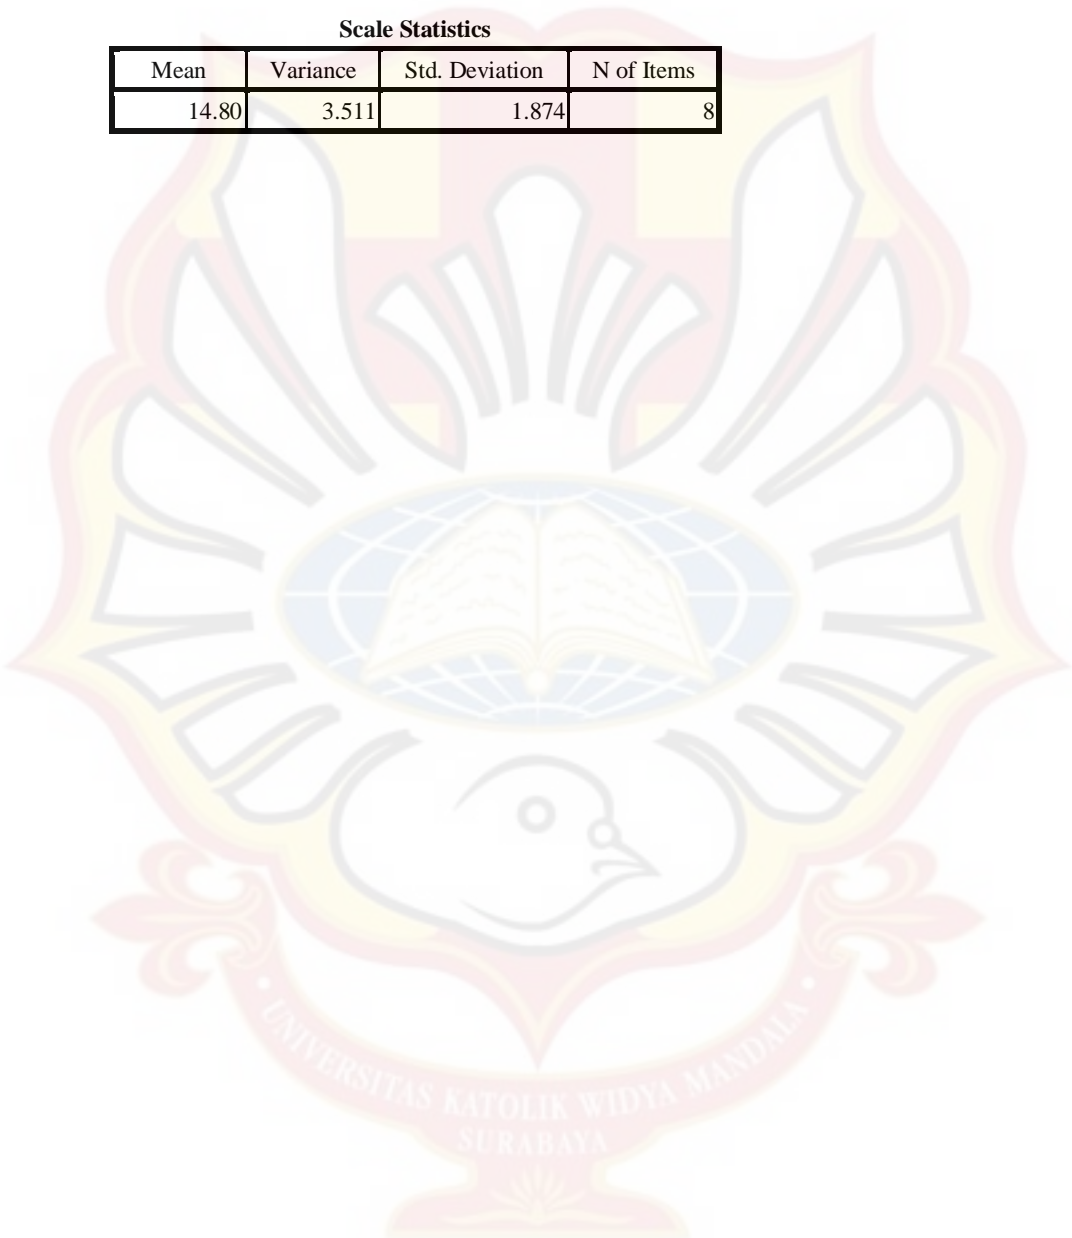 Scale Statistics
Mean Variance Std. Deviation N of Items
14.80 3.511 1.874 8
UNIVERSITAS KATOLIK WIDYA MANDALA
SURABAYA